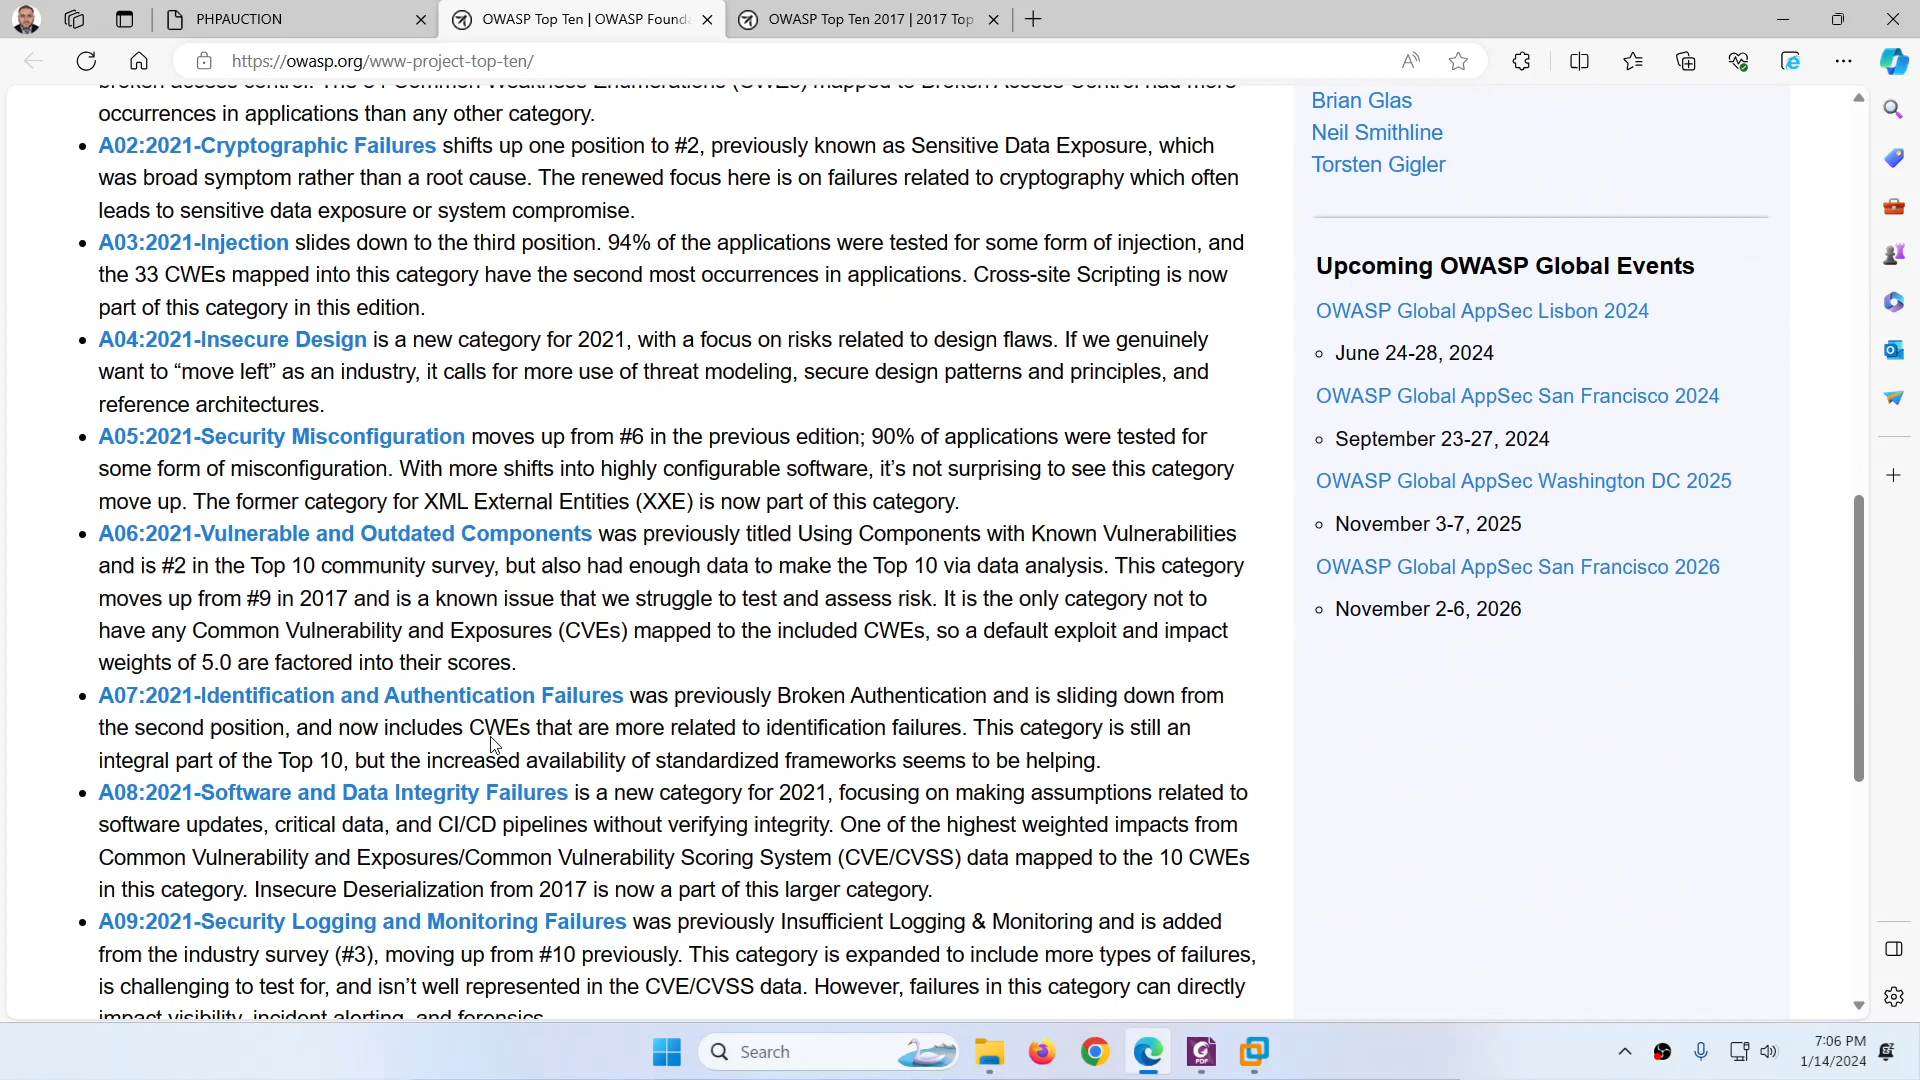 PHPAUCTION
OWASP Top Ten | OWASP Founda
OWASP Top Ten 2017 | 2017 Top
https://owasp.org/www-project-top-ten/
broken access control. The 34 Common Weakness Enumerations (CWEs) mapped to Broken Access Control had more
occurrences in applications than any other category.
A02:2021-Cryptographic Failures shifts up one position to #2, previously known as Sensitive Data Exposure, which
was broad symptom rather than a root cause. The renewed focus here is on failures related to cryptography which often
leads to sensitive data exposure or system compromise.
A03:2021-Injection slides down to the third position. 94% of the applications were tested for some form of injection, and
the 33 CWEs mapped into this category have the second most occurrences in applications. Cross-site Scripting is now
part of this category in this edition.
A04:2021-Insecure Design is a new category for 2021, with a focus on risks related to design flaws. If we genuinely
want to “move left” as an industry, it calls for more use of threat modeling, secure design patterns and principles, and
reference architectures.
A05:2021-Security Misconfiguration moves up from #6 in the previous edition; 90% of applications were tested for
some form of misconfiguration. With more shifts into highly configurable software, it’s not surprising to see this category
move up. The former category for XML External Entities (XXE) is now part of this category.
A06:2021-Vulnerable and Outdated Components was previously titled Using Components with Known Vulnerabilities
and is #2 in the Top 10 community survey, but also had enough data to make the Top 10 via data analysis. This category
moves up from #9 in 2017 and is a known issue that we struggle to test and assess risk. It is the only category not to
have any Common Vulnerability and Exposures (CVEs) mapped to the included CWEs, so a default exploit and impact
weights of 5.0 are factored into their scores.
A07:2021-Identification and Authentication Failures was previously Broken Authentication and is sliding down from
the second position, and now includes CWEs that are more related to identification failures. This category is still an
integral part of the Top 10, but the increased availability of standardized frameworks seems to be helping.
A08:2021-Software and Data Integrity Failures is a new category for 2021, focusing on making assumptions related to
software updates, critical data, and CI/CD pipelines without verifying integrity. One of the highest weighted impacts from
Common Vulnerability and Exposures/Common Vulnerability Scoring System (CVE/CVSS) data mapped to the 10 CWEs
in this category. Insecure Deserialization from 2017 is now a part of this larger category.
A09:2021-Security Logging and Monitoring Failures was previously Insufficient Logging & Monitoring and is added
from the industry survey (#3), moving up from #10 previously. This category is expanded to include more types of failures,
is challenging to test for, and isn’t well represented in the CVE/CVSS data. However, failures in this category can directly
impact visibility, incident alerting, and forensics.
Brian Glas
Neil Smithline
Torsten Gigler
Upcoming OWASP Global Events
OWASP Global AppSec Lisbon 2024
June 24-28, 2024
OWASP Global AppSec San Francisco 2024
September 23-27, 2024
OWASP Global AppSec Washington DC 2025
November 3-7, 2025
OWASP Global AppSec San Francisco 2026
November 2-6, 2026
Search
7:06 PM
1/14/2024